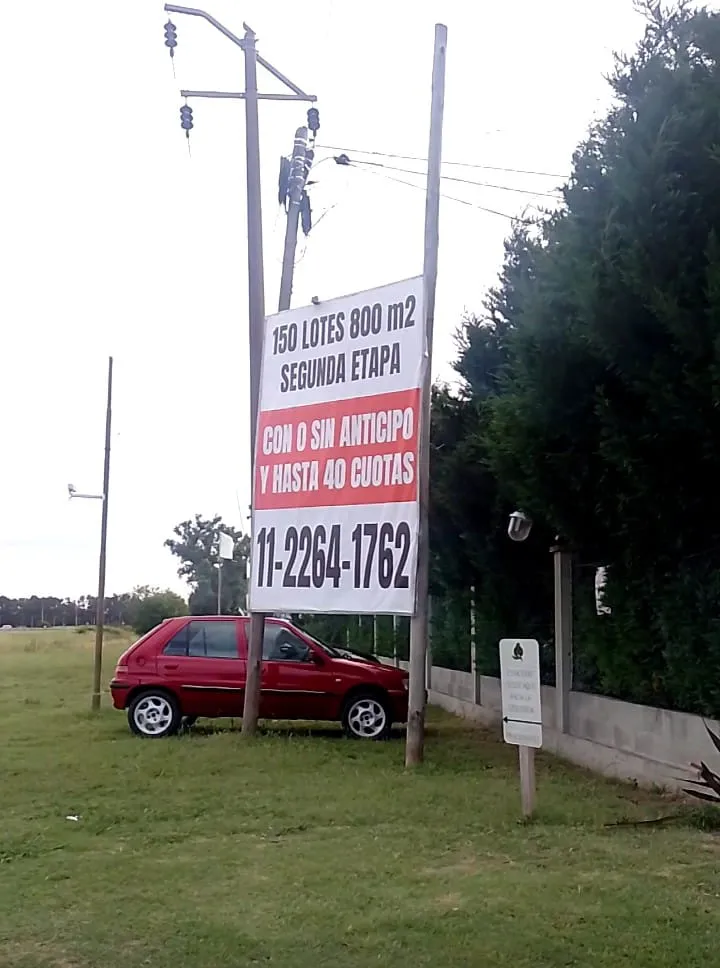 150 LOTES 800 m2
SEGUNDA ETAPA
CON O SIN ANTICIPO
Y HASTA 40 CUOTAS
11-2264-1762